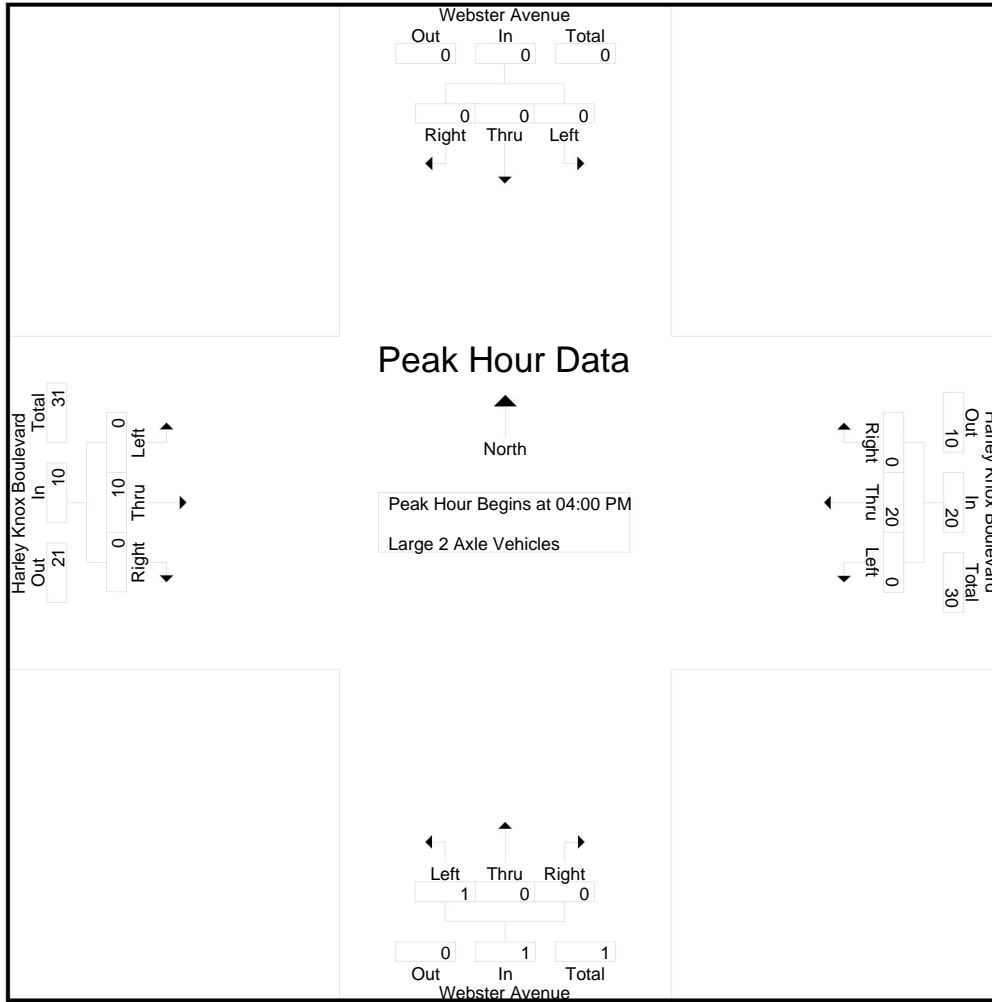 Webster Avenue
Out In Total
0 0 0
0 0 0
Right Thru Left
Peak Hour Data
North
Peak Hour Begins at 04:00 PM
Large 2 Axle Vehicles
Harley Knox Boulevard
Out In Total
21 10 31
Right Thru Left
0 10 0
Harley Knox Boulevard
Out In Total
10 20 30
Right Thru Left
0 20 0
Left Thru Right
1 0 0
0 1 1
Out In Total
Webster Avenue